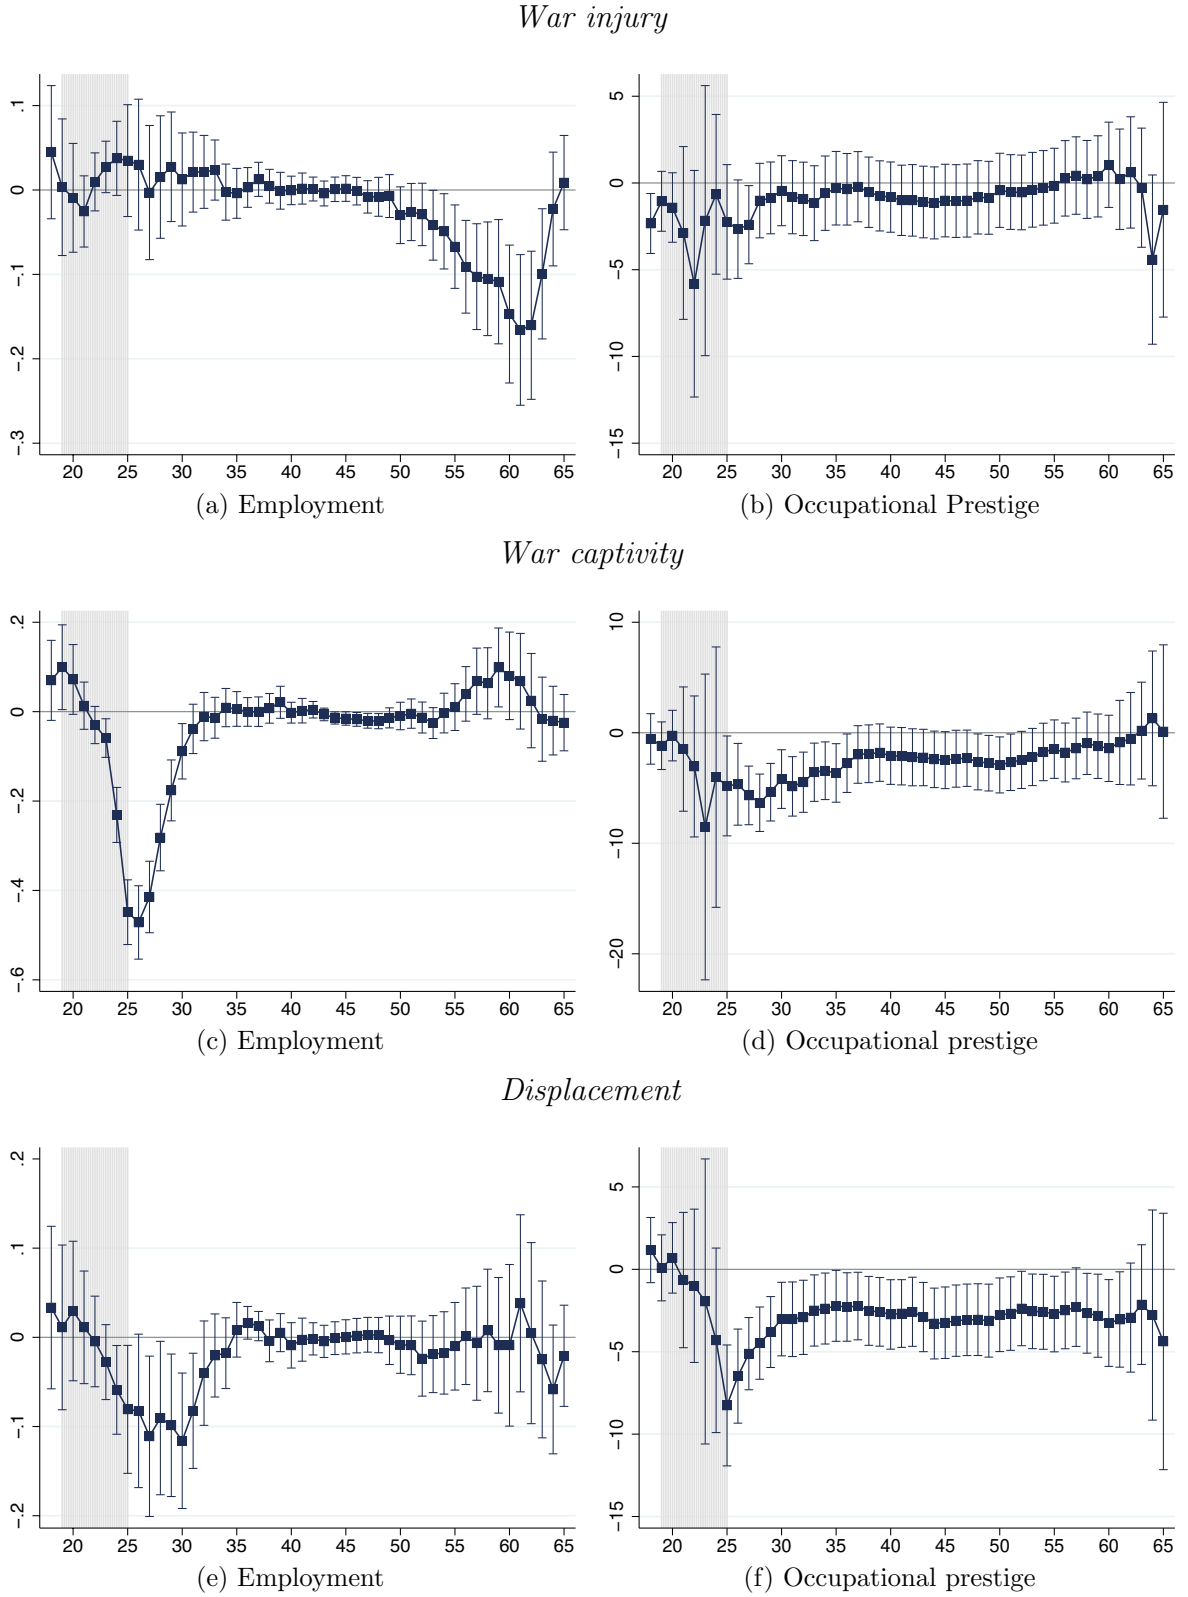 War injury
.1
0
-.1
-.2
-.3
20 25 30 35 40 45 50 55 60 65
(a) Employment
5
0
-5
-10
-15
20 25 30 35 40 45 50 55 60 65
(b) Occupational Prestige
War captivity
.2
0
-.2
-.4
-.6
20 25 30 35 40 45 50 55 60 65
(c) Employment
10
0
-10
-20
20 25 30 35 40 45 50 55 60 65
(d) Occupational prestige
Displacement
.2
.1
0
-.1
-.2
20 25 30 35 40 45 50 55 60 65
(e) Employment
5
0
-5
-10
-15
20 25 30 35 40 45 50 55 60 65
(f) Occupational prestige